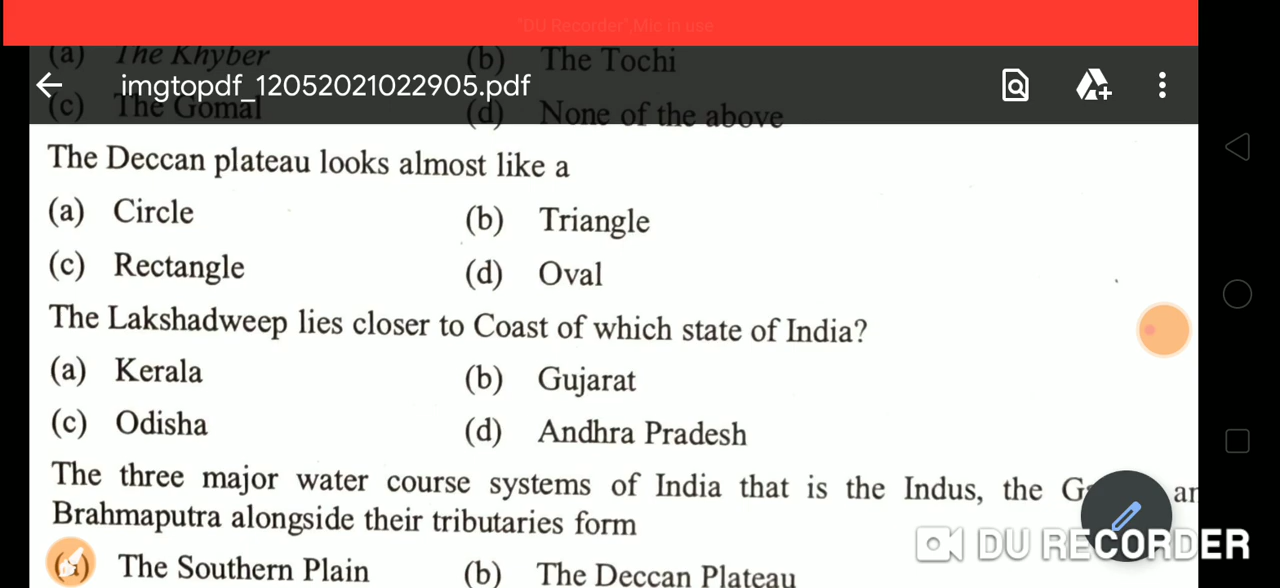 "DU Recorder",Mic in use
(a) The Khyber (b) The Tochi
imgtopdf_12052021022905.pdf
(c) The Gomal (d) None of the above
The Deccan plateau looks almost like a
(a) Circle (b) Triangle
(c) Rectangle (d) Oval
The Lakshadweep lies closer to Coast of which state of India?
(a) Kerala (b) Gujarat
(c) Odisha (d) Andhra Pradesh
The three major water course systems of India that is the Indus, the
Brahmaputra alongside their tributaries form
DU RECORDER
The Southern Plain (b) The Deccan Plateau